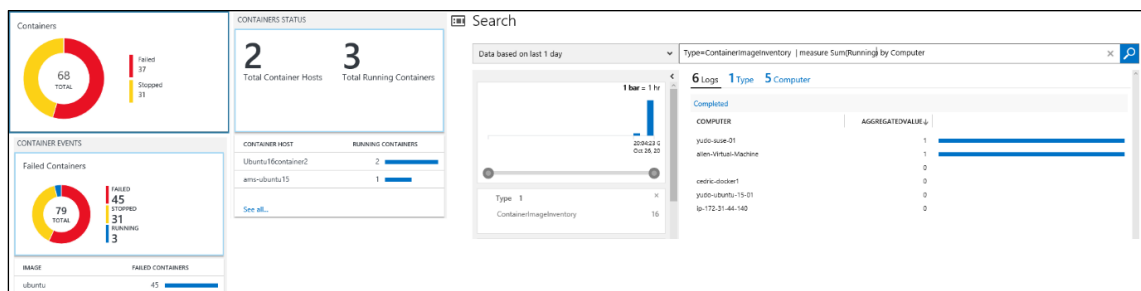 Containers
68
TOTAL
Failed
37
Stopped
31
CONTAINER EVENTS
Failed Containers
79
TOTAL
FAILED
45
STOPPED
31
RUNNING
3
IMAGE FAILED CONTAINERS
ubuntu 45
CONTAINERS STATUS
2
Total Container Hosts
3
Total Running Containers
CONTAINER HOST RUNNING CONTAINERS
Ubuntu16container2 2
ams-ubuntu15 1
See all...
Search
Data based on last 1 day
Type=ContainerImageInventory | measure Sum(Running) by Computer
1 bar = 1 hr
20:04:23 G
Oct 26, 20
Type 1
ContainerImageInventory 16
6 Logs 1 Type 5 Computer
Completed
COMPUTER AGGREGATEDVALUE
yudo-suse-01 1
allen-Virtual-Machine 1
0
cedric-docker1 0
yudo-ubuntu-15-01 0
ip-172-31-44-140 0